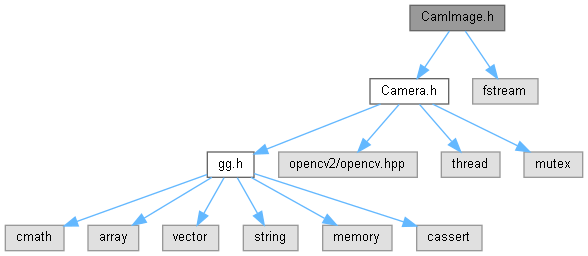 CamImage.h
Camera.h
fstream
gg.h
opencv2/opencv.hpp
thread
mutex
cmath
array
vector
string
memory
cassert